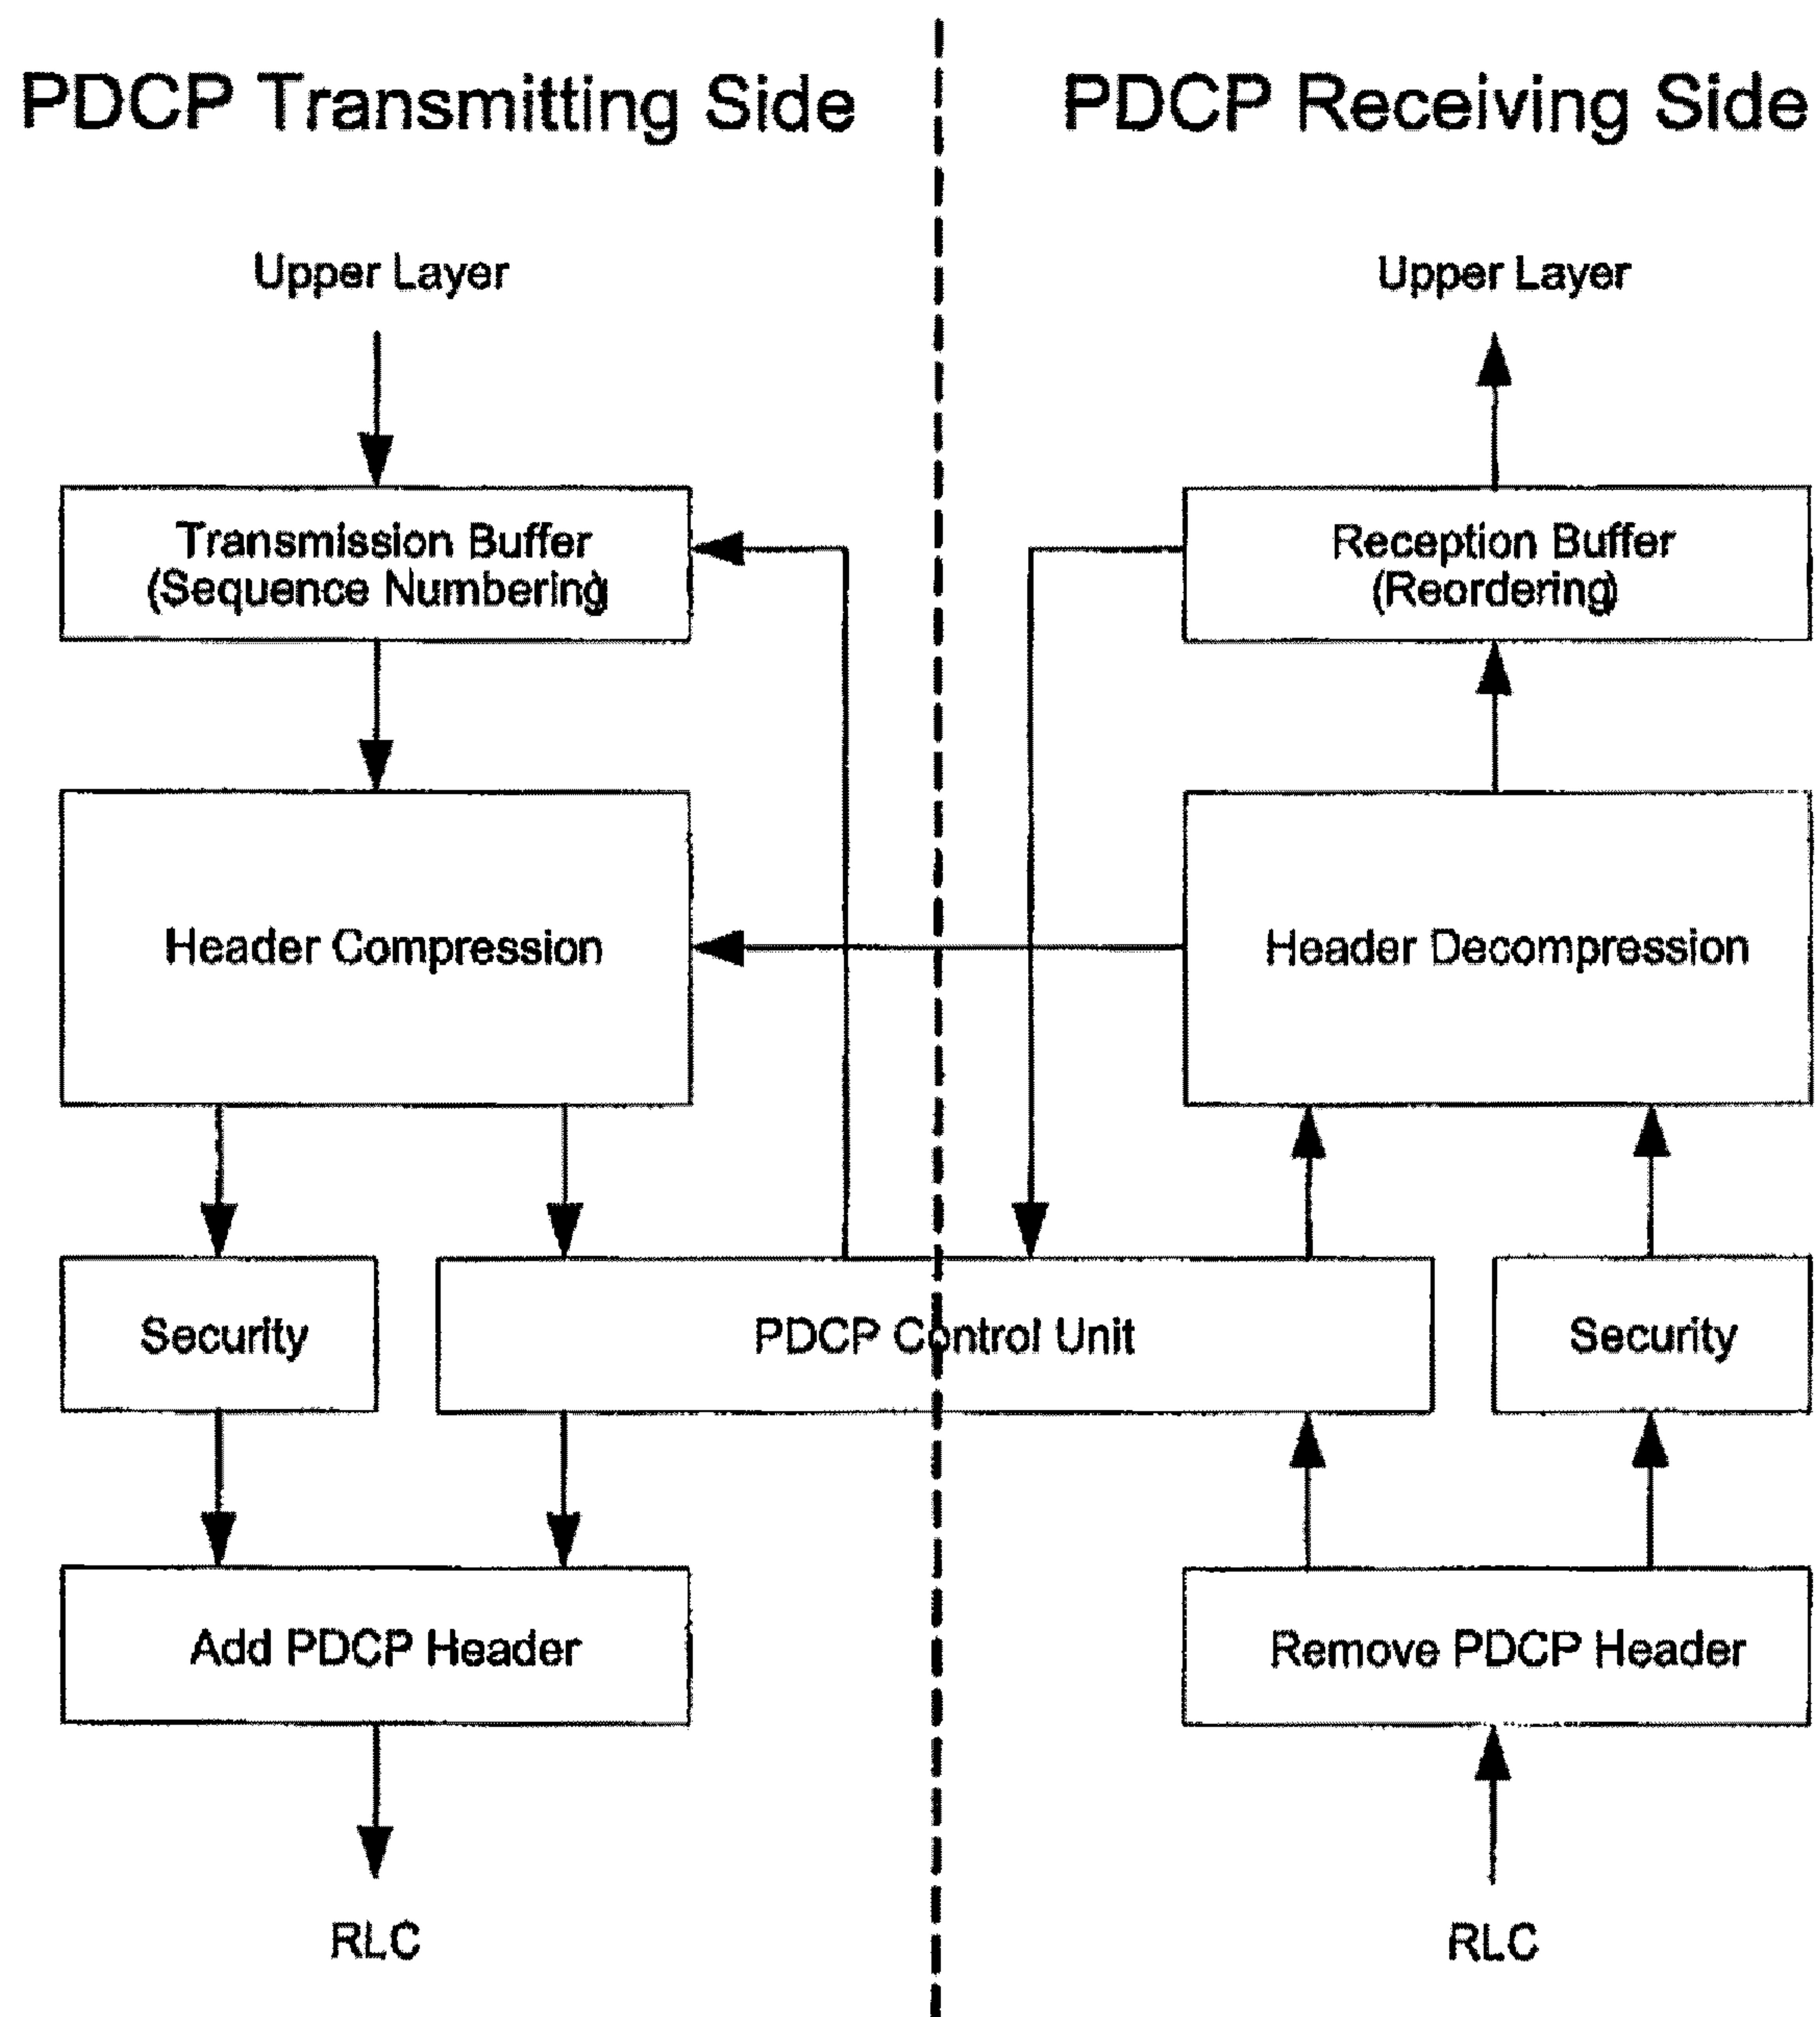 PDCP Transmitting Side
PDCP Receiving Side
Upper Layer
Upper Layer
Transmission Buffer
(Sequence Numbering)
Reception Buffer
(Reordering)
Header Compression
Header Decompression
Security
PDCP Control Unit
Security
Add PDCP Header
Remove PDCP Header
RLC
RLC